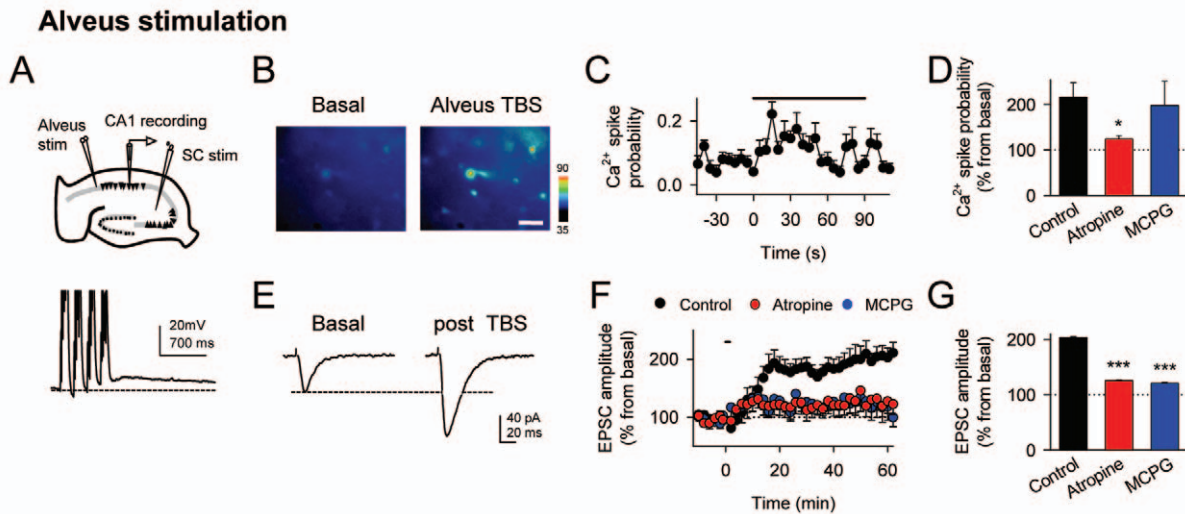 Alveus stimulation
A
Alveus
stim
CA1 recording
SC stim
20mV
700 ms
B
Basal
Alveus TBS
90
35
C
Ca2+ spike
probability
0.2
0.0
-30 0 30 60 90
Time (s)
D
Ca2+ spike probability
(% from basal)
200
100
0
*
Control
Atropine
MCPG
E
Basal
post TBS
40 pA
20 ms
F
Control Atropine MCPG
EPSC amplitude
(% from basal)
200
100
0 20 40 60
Time (min)
G
EPSC amplitude
(% from basal)
200
100
0
*** ***
Control
Atropine
MCPG